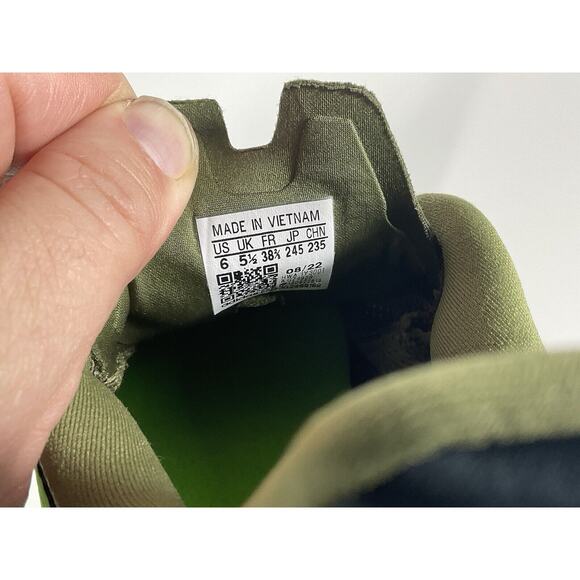 MADE IN VIETNAM
US UK FR JP CHN
6 5½ 38⅔ 245 235
08/22